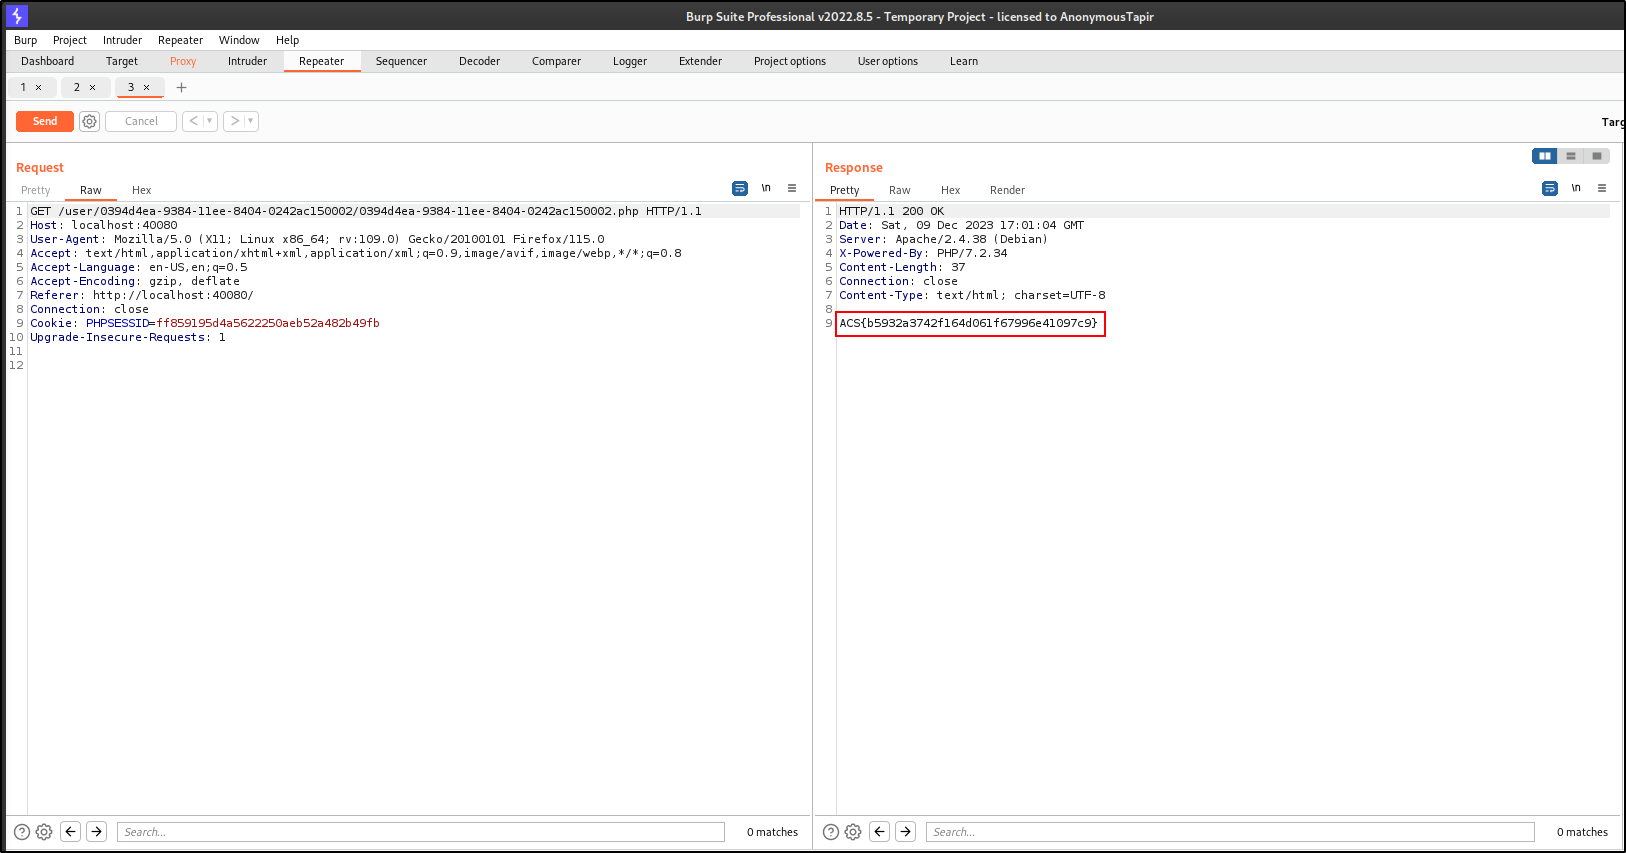 Burp Suite Professional v2022.8.5 - Temporary Project - licensed to AnonymousTapir
Burp Project Intruder Repeater Window Help
Dashboard Target Proxy Intruder Repeater Sequencer Decoder Comparer Logger Extender Project options User options Learn
1 × 2 × 3 × +
Send Cancel < >
Targ
Request
Pretty Raw Hex
\n
1 GET /user/0394d4ea-9384-11ee-8404-0242ac150002/0394d4ea-9384-11ee-8404-0242ac150002.php HTTP/1.1
2 Host: localhost:40080
3 User-Agent: Mozilla/5.0 (X11; Linux x86_64; rv:109.0) Gecko/20100101 Firefox/115.0
4 Accept: text/html,application/xhtml+xml,application/xml;q=0.9,image/avif,image/webp,*/*;q=0.8
5 Accept-Language: en-US,en;q=0.5
6 Accept-Encoding: gzip, deflate
7 Referer: http://localhost:40080/
8 Connection: close
9 Cookie: PHPSESSID=ff859195d4a5622250aeb52a482b49fb
10 Upgrade-Insecure-Requests: 1
11
12
? Search... 0 matches
Response
Pretty Raw Hex Render
\n
1 HTTP/1.1 200 OK
2 Date: Sat, 09 Dec 2023 17:01:04 GMT
3 Server: Apache/2.4.38 (Debian)
4 X-Powered-By: PHP/7.2.34
5 Content-Length: 37
6 Connection: close
7 Content-Type: text/html; charset=UTF-8
8
9 ACS{b5932a3742f164d061f67996e41097c9}
? Search... 0 matches